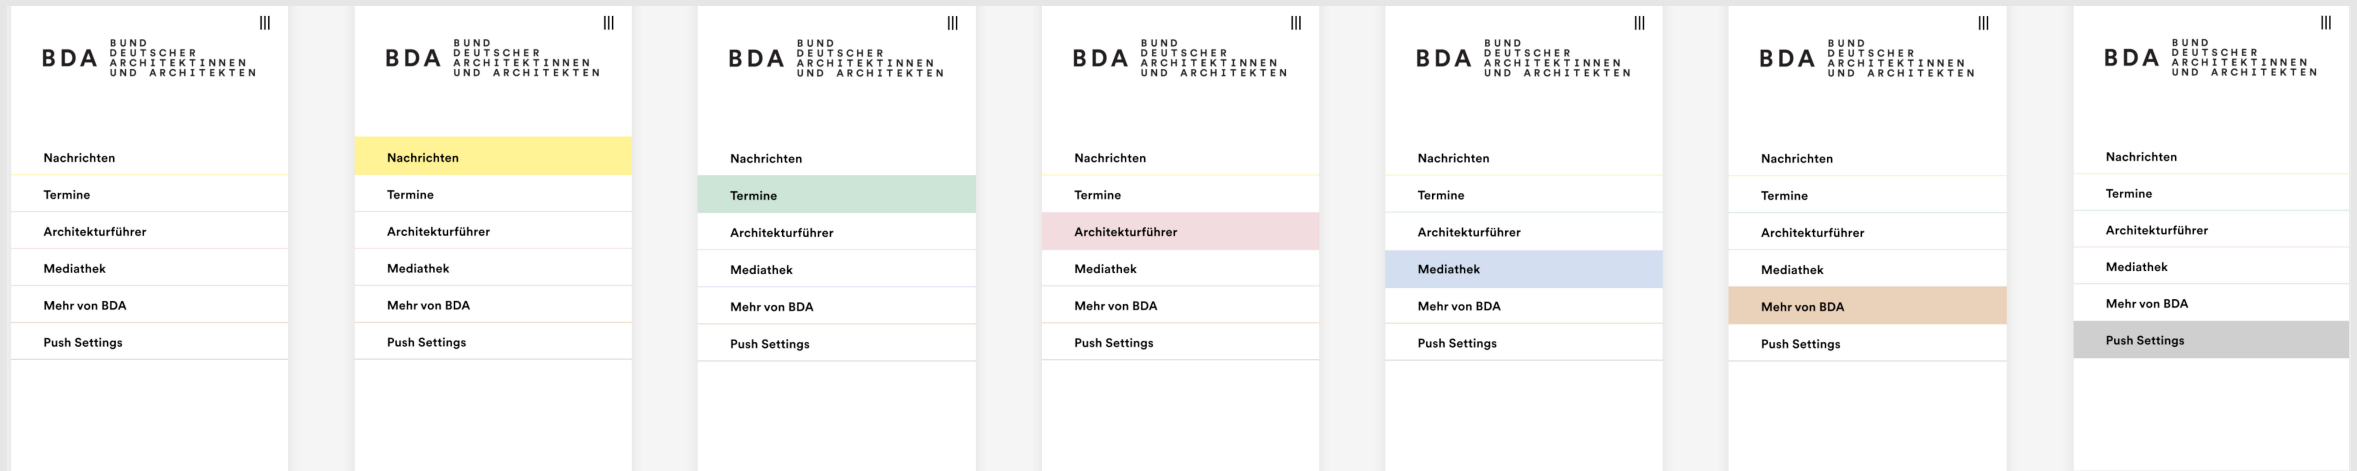 BDA
BUND
DEUTSCHER
ARCHITEKTINNEN
UND ARCHITEKTEN
Nachrichten
Termine
Architekturführer
Mediathek
Mehr von BDA
Push Settings
BDA
BUND
DEUTSCHER
ARCHITEKTINNEN
UND ARCHITEKTEN
Nachrichten
Termine
Architekturführer
Mediathek
Mehr von BDA
Push Settings
BDA
BUND
DEUTSCHER
ARCHITEKTINNEN
UND ARCHITEKTEN
Nachrichten
Termine
Architekturführer
Mediathek
Mehr von BDA
Push Settings
BDA
BUND
DEUTSCHER
ARCHITEKTINNEN
UND ARCHITEKTEN
Nachrichten
Termine
Architekturführer
Mediathek
Mehr von BDA
Push Settings
BDA
BUND
DEUTSCHER
ARCHITEKTINNEN
UND ARCHITEKTEN
Nachrichten
Termine
Architekturführer
Mediathek
Mehr von BDA
Push Settings
BDA
BUND
DEUTSCHER
ARCHITEKTINNEN
UND ARCHITEKTEN
Nachrichten
Termine
Architekturführer
Mediathek
Mehr von BDA
Push Settings
BDA
BUND
DEUTSCHER
ARCHITEKTINNEN
UND ARCHITEKTEN
Nachrichten
Termine
Architekturführer
Mediathek
Mehr von BDA
Push Settings